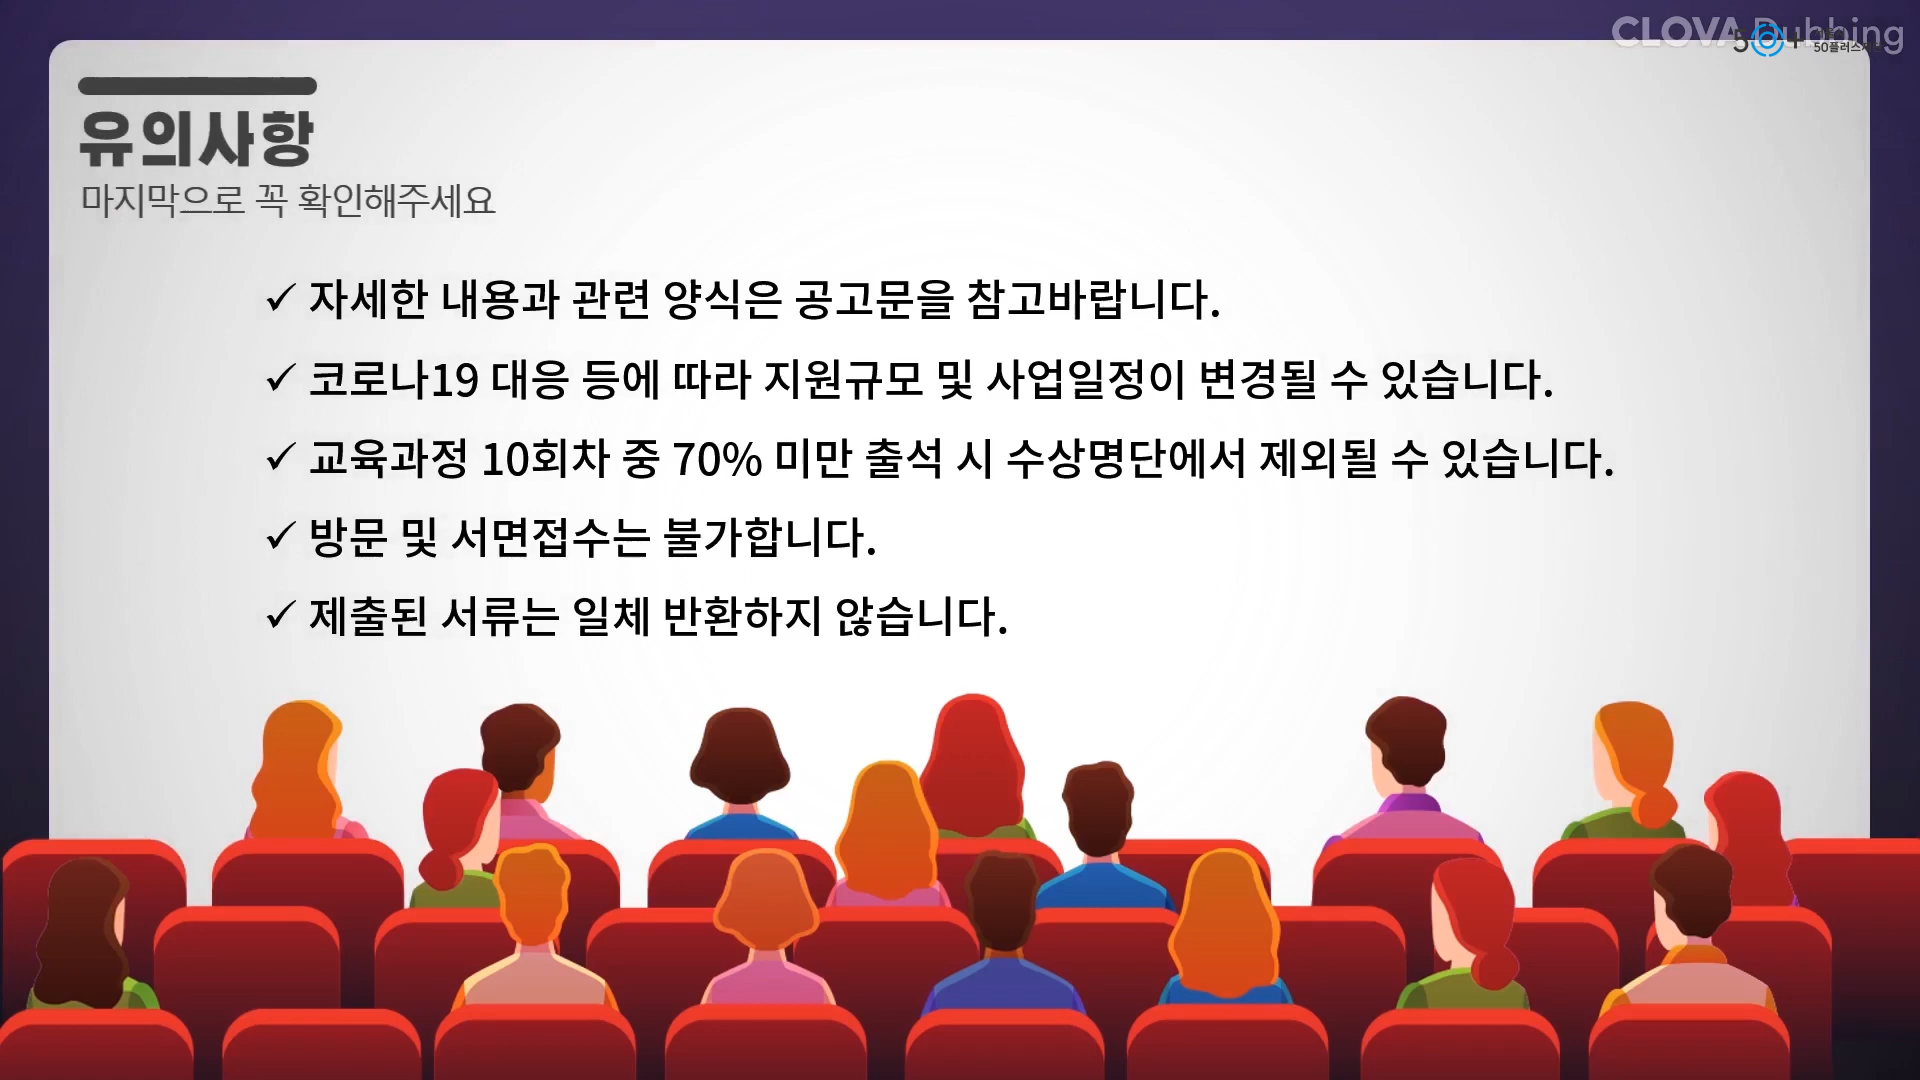 CLOVA Dubbing
50+
50플러스
유의사항
마지막으로 꼭 확인해주세요
✓ 자세한 내용과 관련 양식은 공고문을 참고바랍니다.
✓ 코로나19 대응 등에 따라 지원규모 및 사업일정이 변경될 수 있습니다.
✓ 교육과정 10회차 중 70% 미만 출석 시 수상명단에서 제외될 수 있습니다.
✓ 방문 및 서면접수는 불가합니다.
✓ 제출된 서류는 일체 반환하지 않습니다.